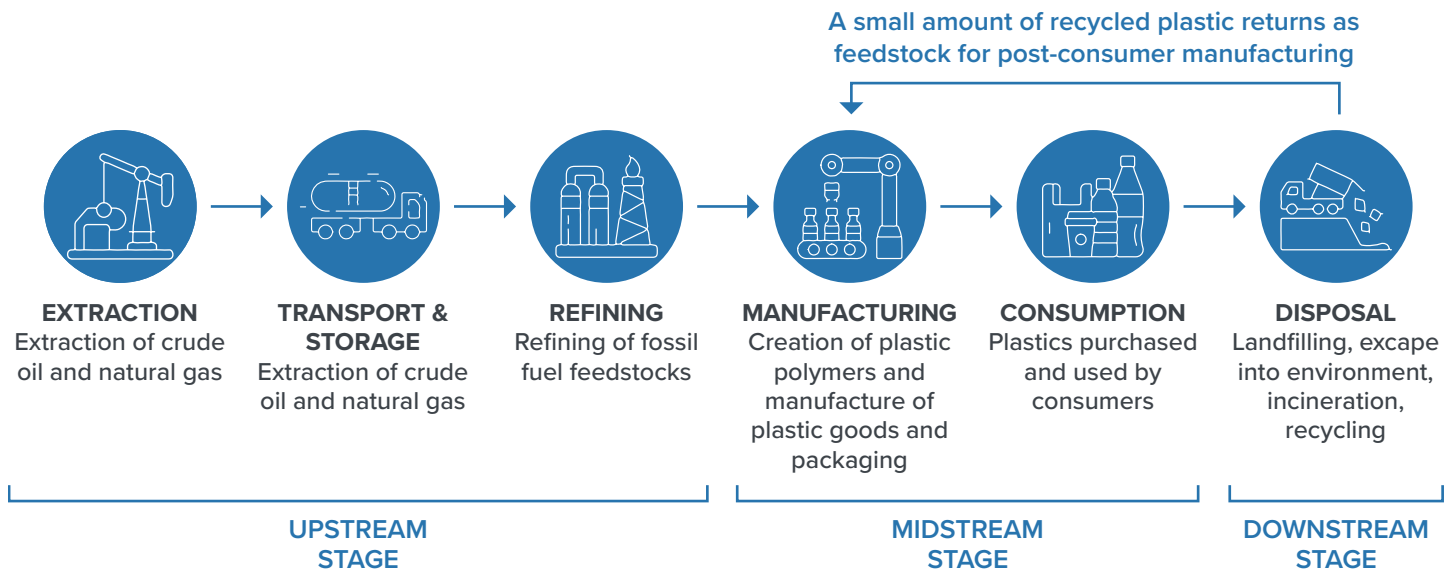 A small amount of recycled plastic returns as
feedstock for post-consumer manufacturing
EXTRACTION
Extraction of crude
oil and natural gas
TRANSPORT &
STORAGE
Extraction of crude
oil and natural gas
REFINING
Refining of fossil
fuel feedstocks
MANUFACTURING
Creation of plastic
polymers and
manufacture of
plastic goods and
packaging
CONSUMPTION
Plastics purchased
and used by
consumers
DISPOSAL
Landfilling, excape
into environment,
incineration,
recycling
UPSTREAM
STAGE
MIDSTREAM
STAGE
DOWNSTREAM
STAGE